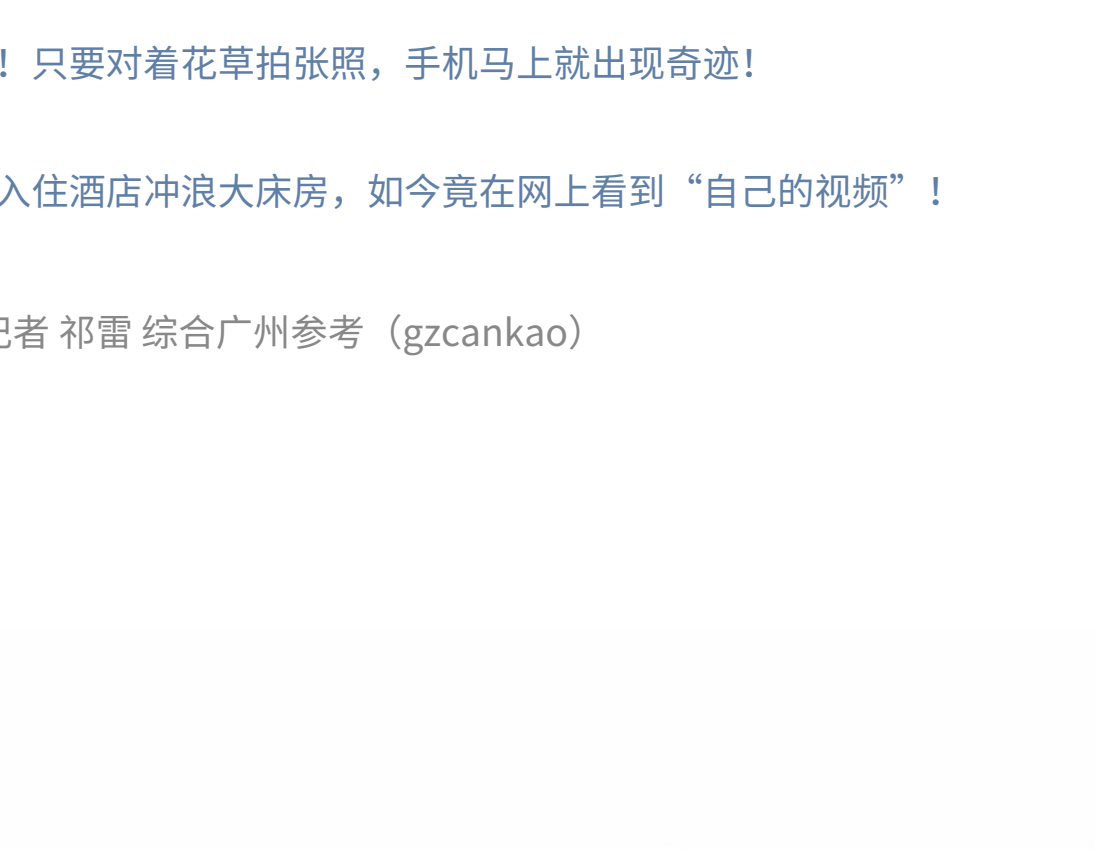 ！只要对着花草拍张照，手机马上就出现奇迹！
入住酒店冲浪大床房，如今竟在网上看到“自己的视频”！
者 祁雷 综合广州参考（gzcankao）